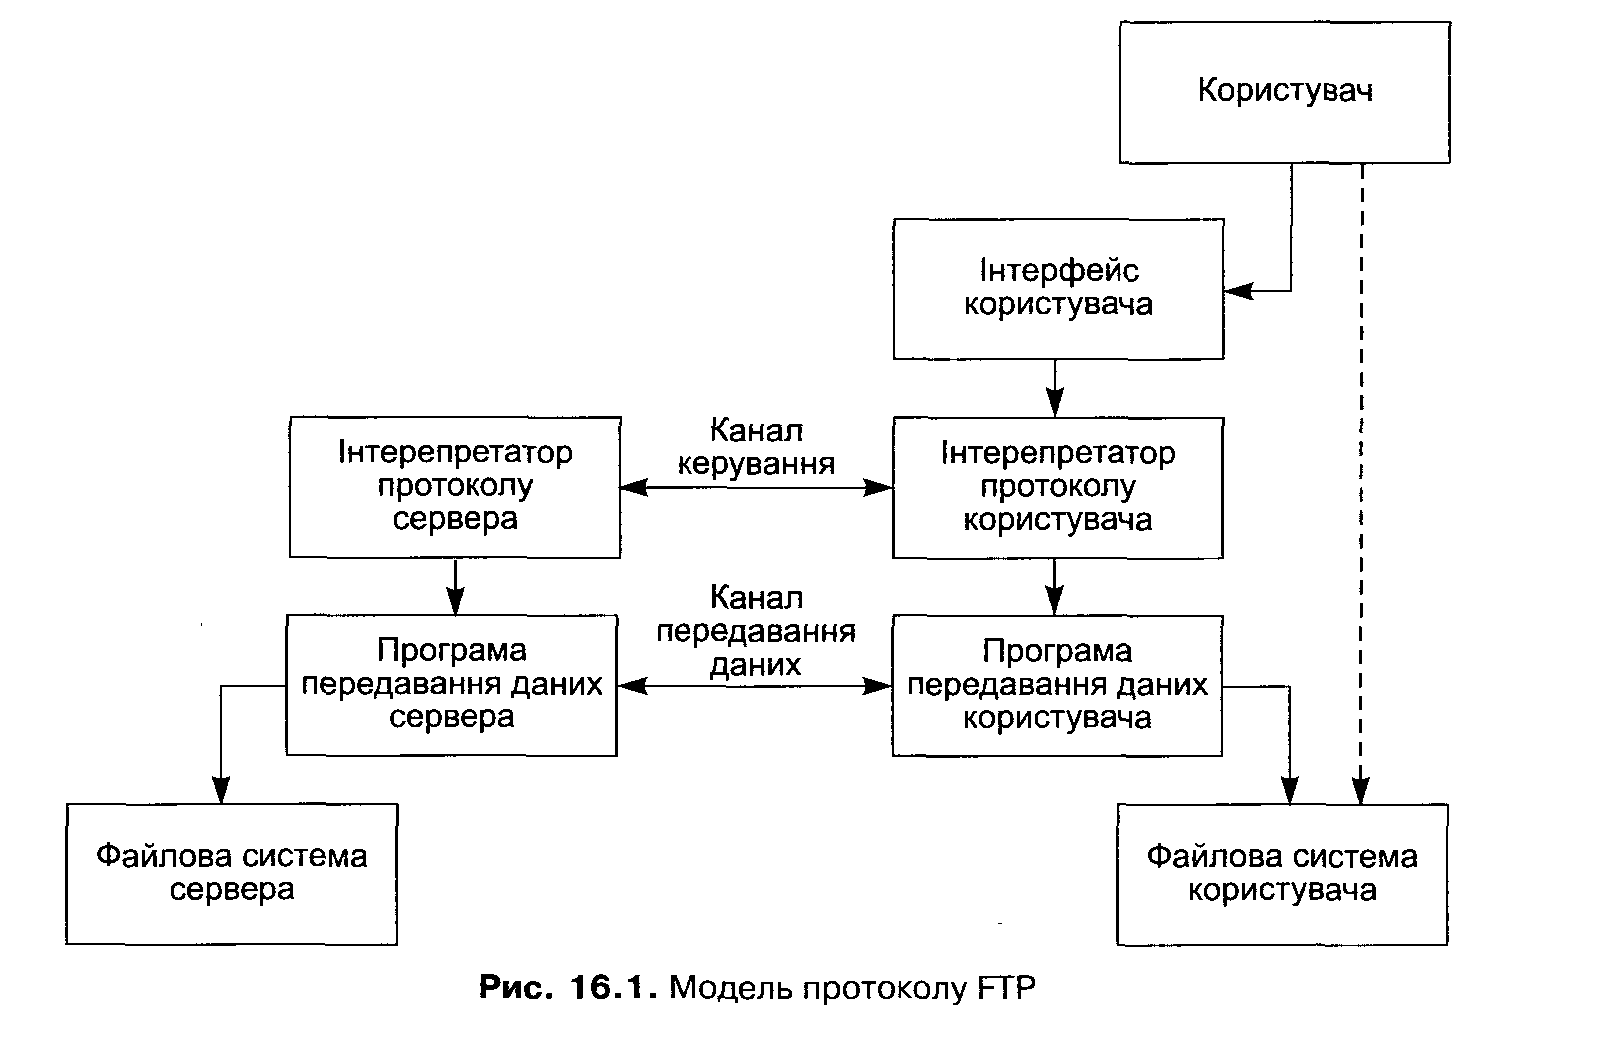 Користувач
Інтерфейс
користувача
Канал
керування
Інтерепретатор
протоколу
сервера
Інтерепретатор
протоколу
користувача
Канал
передавання
даних
Програма
передавання даних
сервера
Програма
передавання даних
користувача
Файлова система
сервера
Файлова система
користувача
Рис. 16.1. Модель протоколу FTP